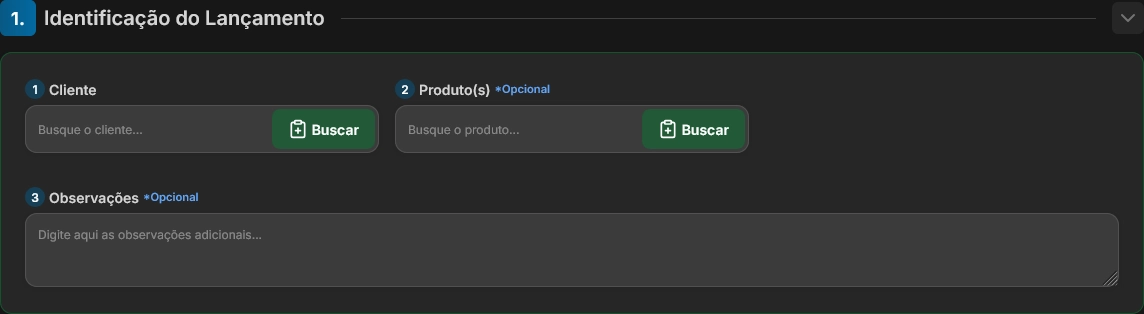 1. Identificação do Lançamento
1 Cliente
2 Produto(s) *Opcional
Busque o cliente...
Buscar
Busque o produto...
Buscar
3 Observações *Opcional
Digite aqui as observações adicionais...